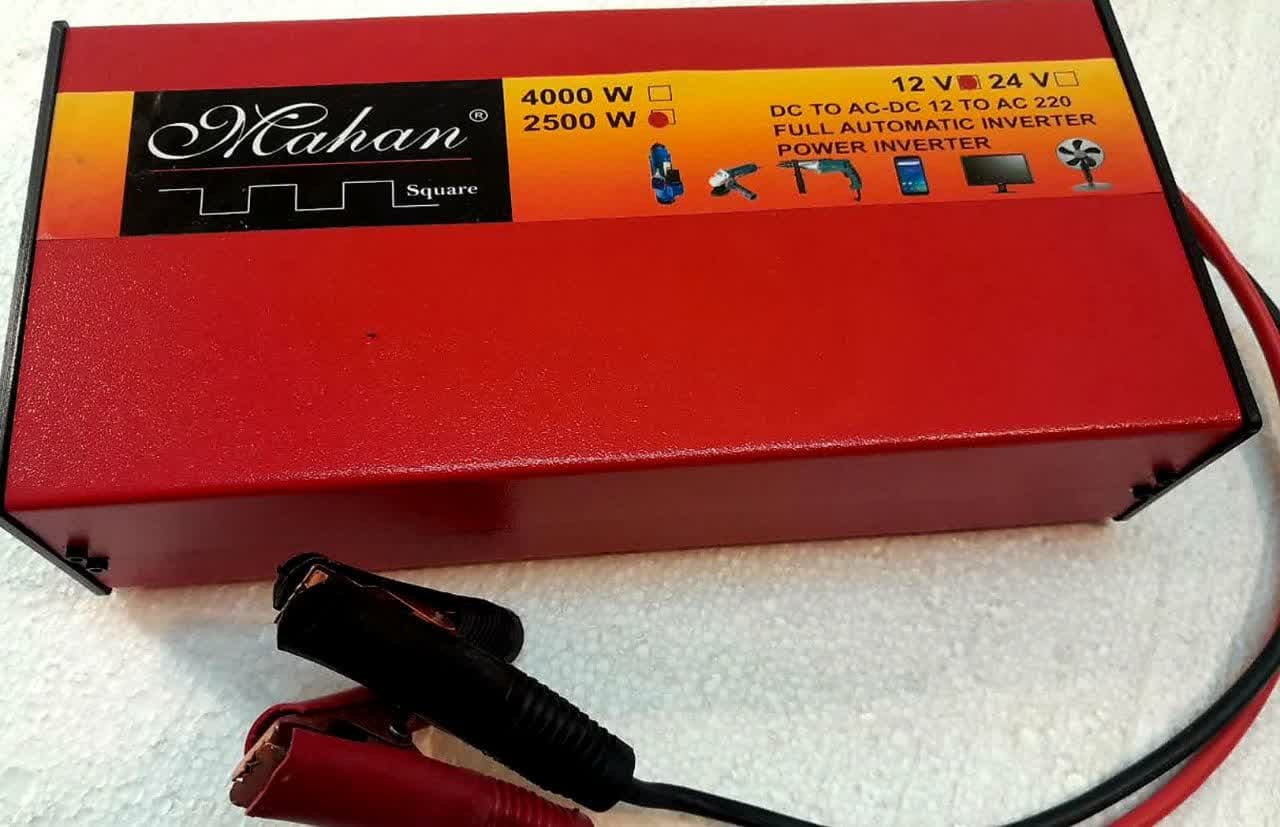 Mahan®
Square
4000 W
2500 W
12 V 24 V
DC TO AC-DC 12 TO AC 220
FULL AUTOMATIC INVERTER
POWER INVERTER